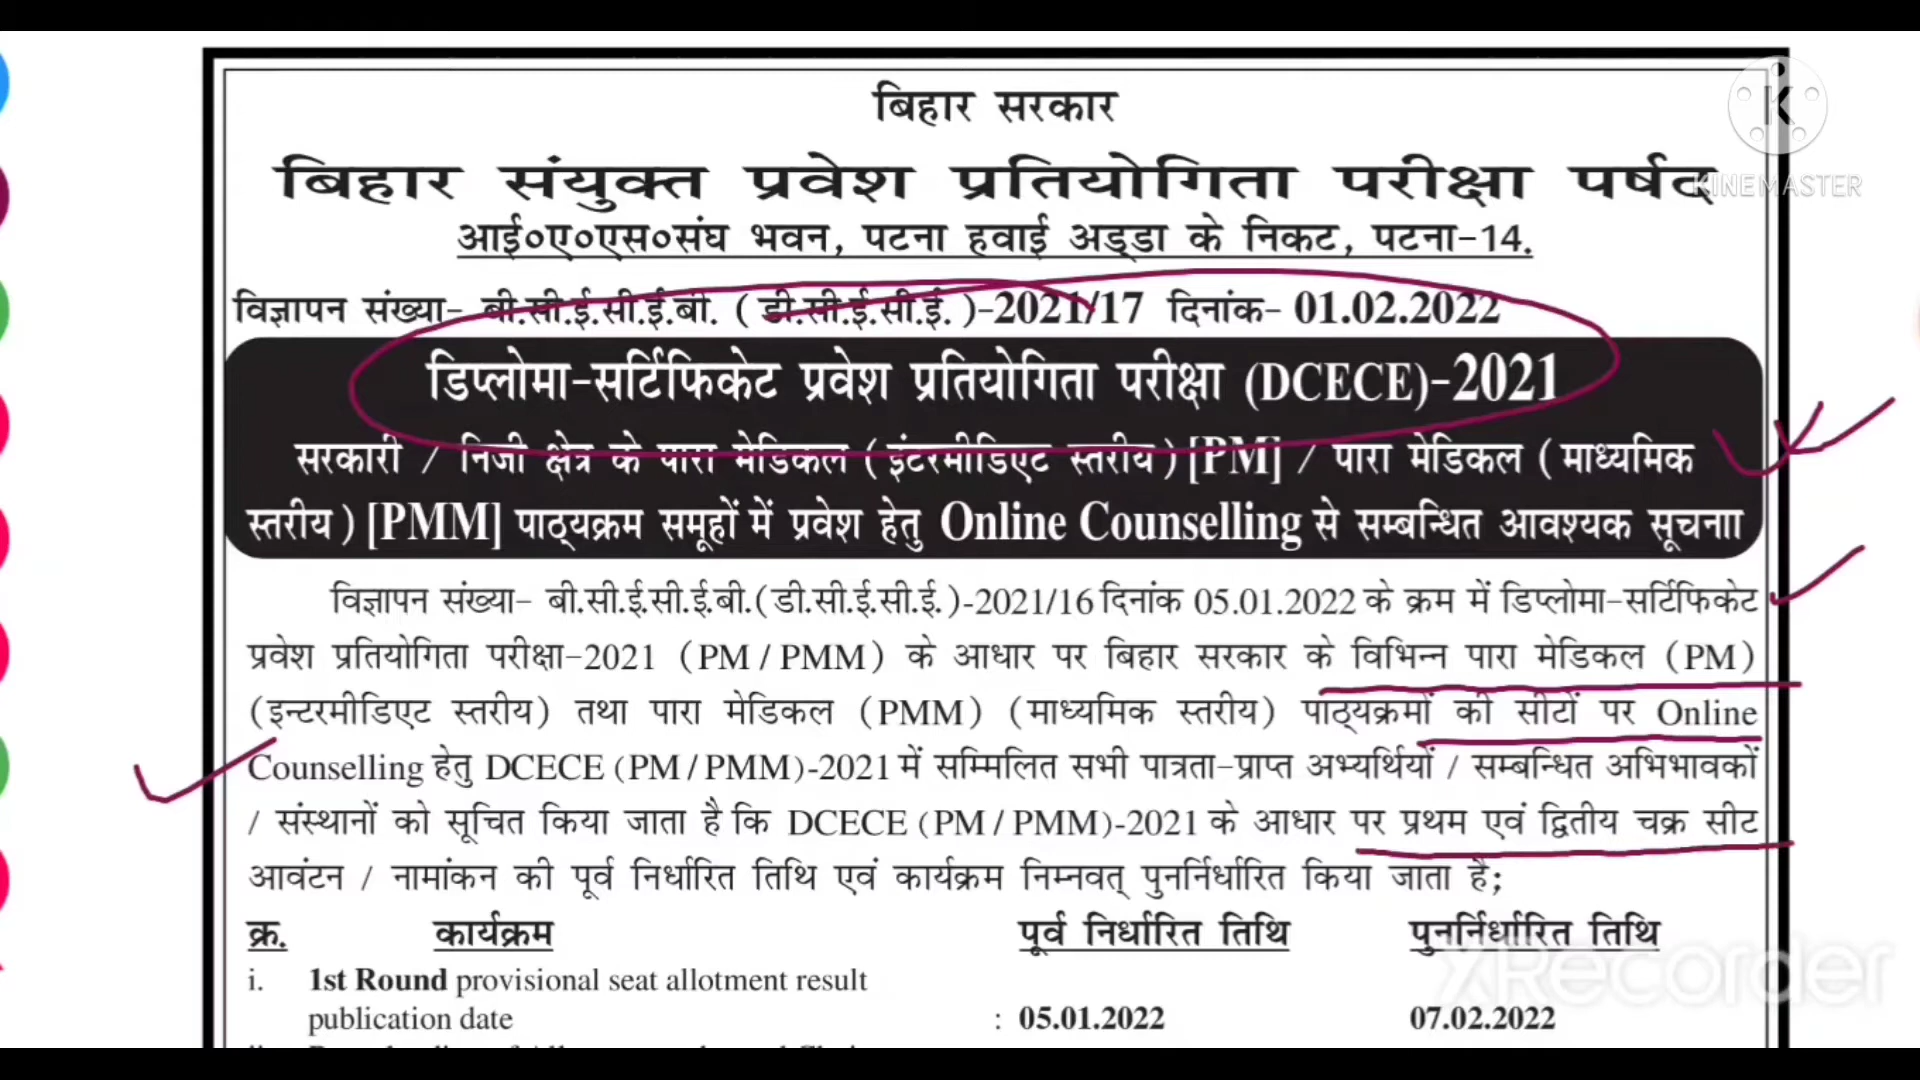 बिहार सरकार
बिहार संयुक्त प्रवेश प्रतियोगिता परीक्षा पर्षद
आई०ए०एस०संघ भवन, पटना हवाई अड्डा के निकट, पटना-14.
विज्ञापन संख्या- बी.सी.ई.सी.ई.बी. ( डी.सी.ई.सी.ई. )-2021/17 दिनांक- 01.02.2022
डिप्लोमा-सर्टिफिकेट प्रवेश प्रतियोगिता परीक्षा (DCECE)-2021
सरकारी / निजी क्षेत्र के पारा मेडिकल ( इंटरमीडिएट स्तरीय ) [PM] / पारा मेडिकल ( माध्यमिक
स्तरीय ) [PMM] पाठ्यक्रम समूहों में प्रवेश हेतु Online Counselling से सम्बन्धित आवश्यक सूचनाा
विज्ञापन संख्या- बी.सी.ई.सी.ई.बी.(डी.सी.ई.सी.ई.)-2021/16 दिनांक 05.01.2022 के क्रम में डिप्लोमा-सर्टिफिकेट
प्रवेश प्रतियोगिता परीक्षा-2021 (PM / PMM) के आधार पर बिहार सरकार के विभिन्न पारा मेडिकल (PM)
(इन्टरमीडिएट स्तरीय) तथा पारा मेडिकल (PMM) (माध्यमिक स्तरीय) पाठ्यक्रमों की सीटों पर Online
Counselling हेतु DCECE (PM / PMM)-2021 में सम्मिलित सभी पात्रता-प्राप्त अभ्यर्थियों / सम्बन्धित अभिभावकों
/ संस्थानों को सूचित किया जाता है कि DCECE (PM / PMM)-2021 के आधार पर प्रथम एवं द्वितीय चक्र सीट
आवंटन / नामांकन की पूर्व निर्धारित तिथि एवं कार्यक्रम निम्नवत् पुनर्निर्धारित किया जाता है;
क्र. कार्यक्रम पूर्व निर्धारित तिथि पुनर्निर्धारित तिथि
i. 1st Round provisional seat allotment result
publication date : 05.01.2022 07.02.2022
KINEMASTER
XRecorder